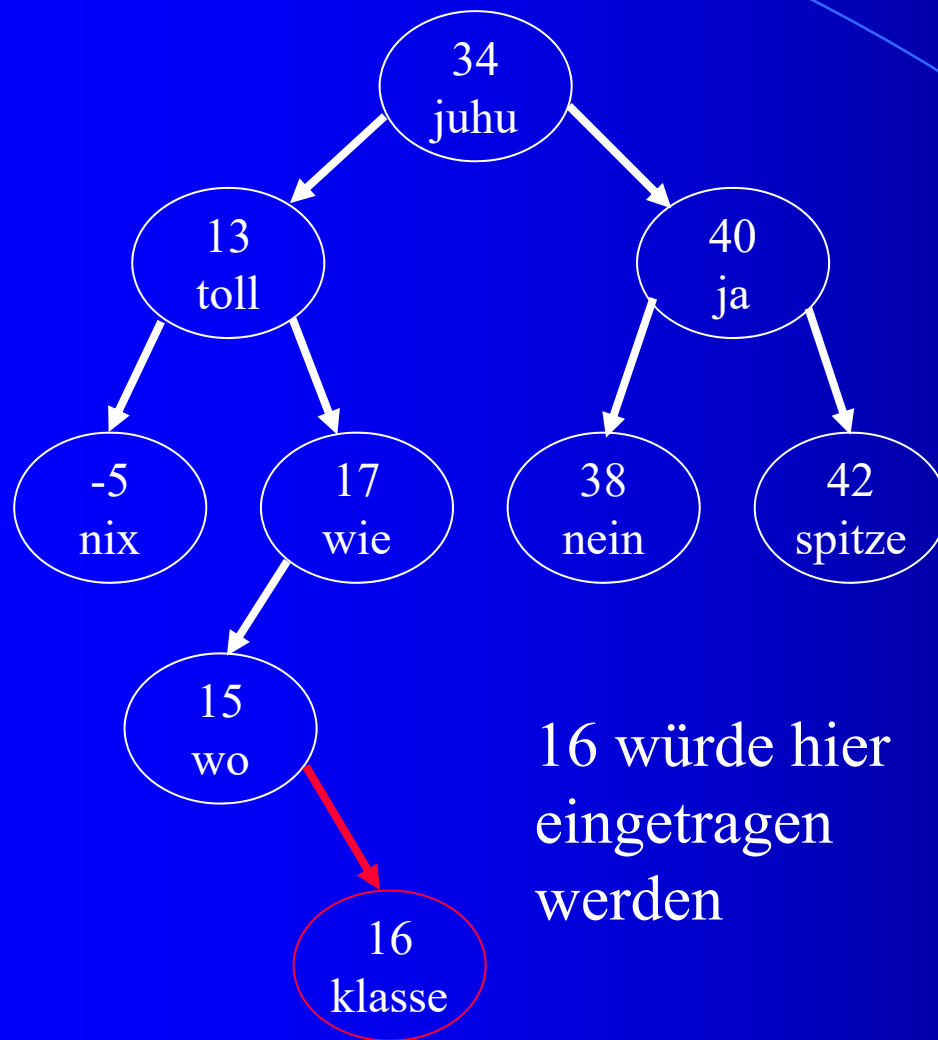 34
juhu
13
toll
40
ja
-5
nix
17
wie
38
nein
42
spitze
15
wo
16 würde hier
eingetragen
werden
16
klasse